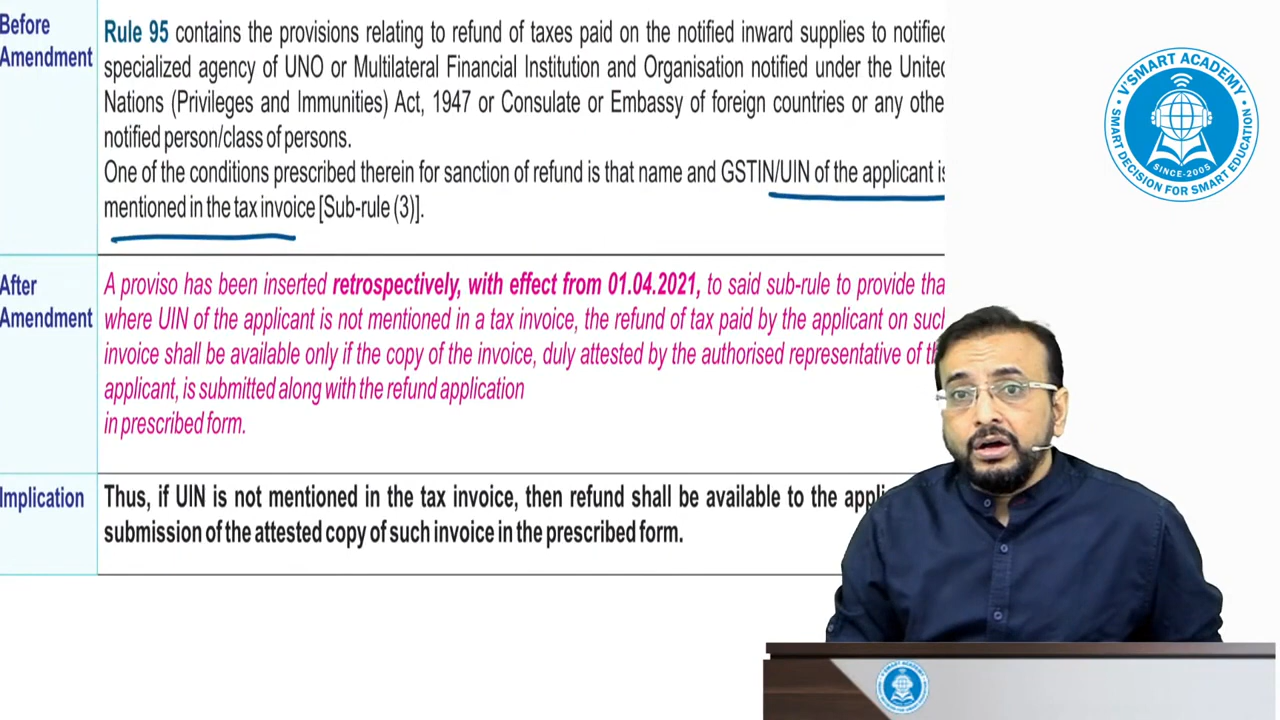 Before
Amendment
Rule 95 contains the provisions relating to refund of taxes paid on the notified inward supplies to notified
specialized agency of UNO or Multilateral Financial Institution and Organisation notified under the United
Nations (Privileges and Immunities) Act, 1947 or Consulate or Embassy of foreign countries or any othe
notified person/class of persons.
One of the conditions prescribed therein for sanction of refund is that name and GSTIN/UIN of the applicant is
mentioned in the tax invoice [Sub-rule (3)].
After
Amendment
A proviso has been inserted retrospectively, with effect from 01.04.2021, to said sub-rule to provide tha
where UIN of the applicant is not mentioned in a tax invoice, the refund of tax paid by the applicant on such
invoice shall be available only if the copy of the invoice, duly attested by the authorised representative of th
applicant, is submitted along with the refund application
in prescribed form.
Implication
Thus, if UIN is not mentioned in the tax invoice, then refund shall be available to the appli
submission of the attested copy of such invoice in the prescribed form.
V'SMART ACADEMY
SMART DECISION FOR SMART EDUCATION
SINCE-2005
V'SMART ACADEMY